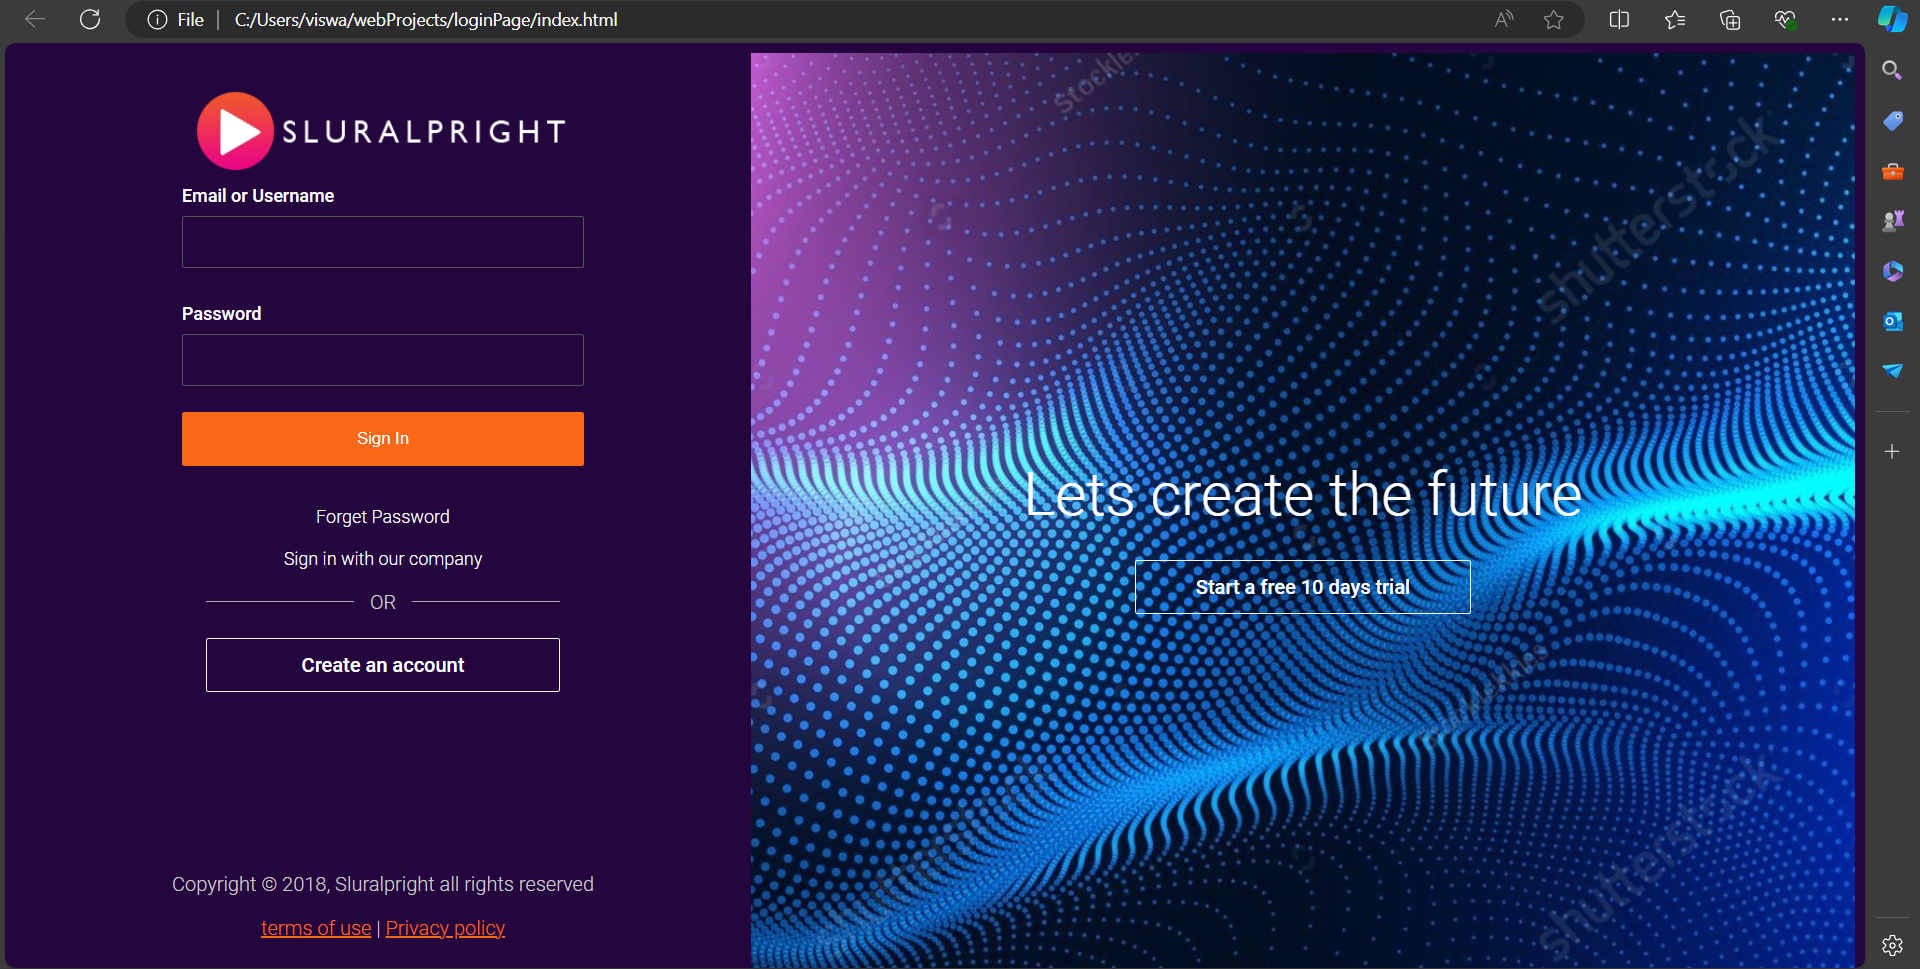 File | C:/Users/viswa/webProjects/loginPage/index.html
SLURALPRIGHT
Email or Username
Password
Sign In
Forget Password
Sign in with our company
OR
Create an account
Copyright © 2018, Sluralpright all rights reserved
terms of use | Privacy policy
shutterstock
Lets create the future
Start a free 10 days trial
shutterstock